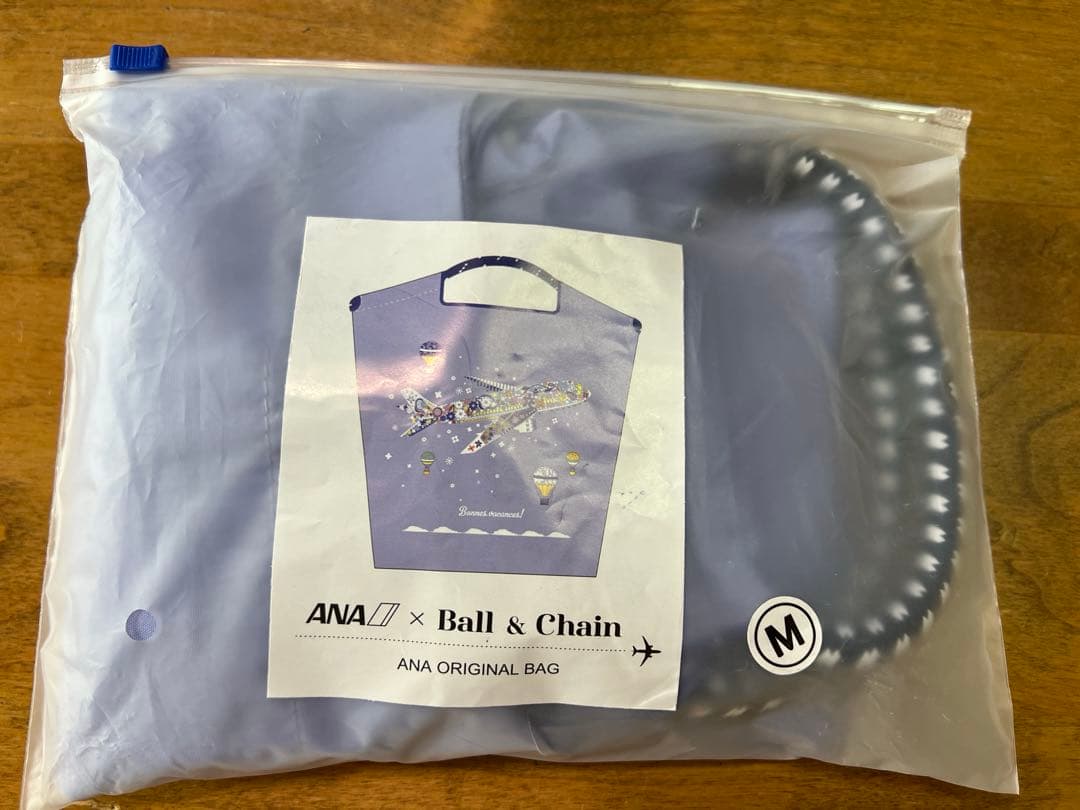 Bonnes vacances!
ANA × Ball & Chain
ANA ORIGINAL BAG
M